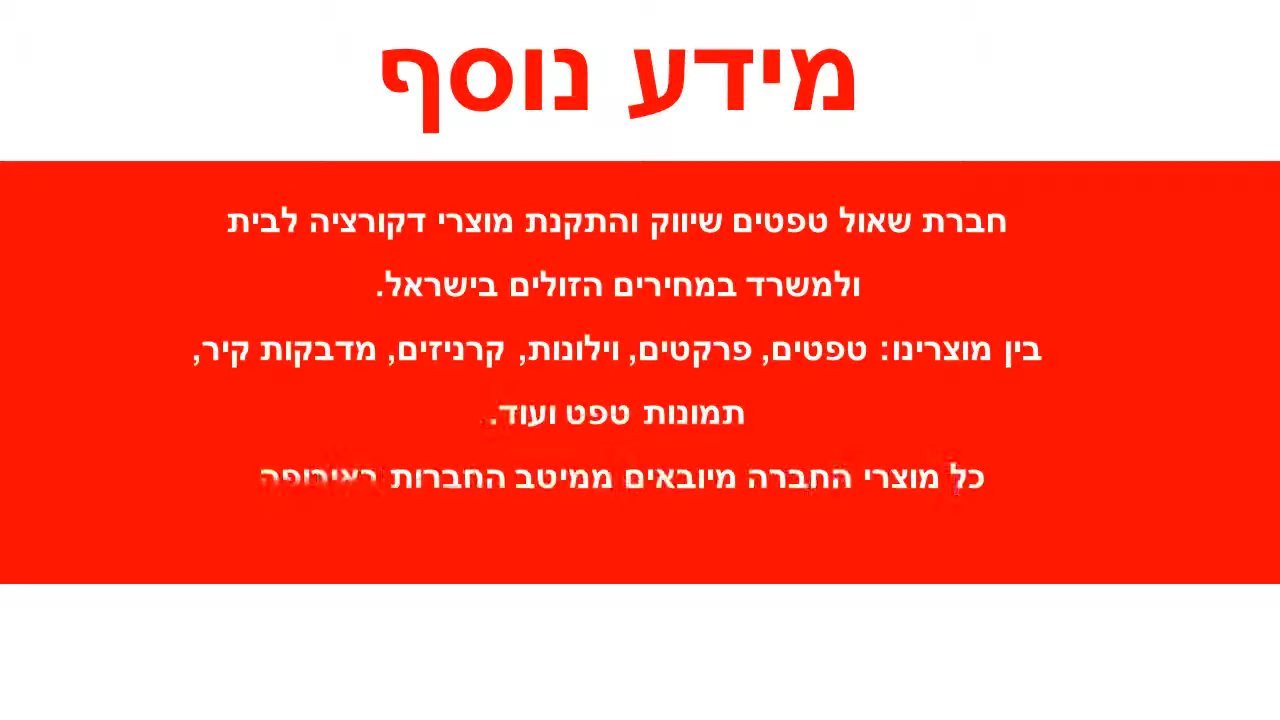 מידע נוסף
חברת שאול טפטים שיווק והתקנת מוצרי דקורציה לבית
ולמשרד במחירים הזולים בישראל.
בין מוצרינו: טפטים, פרקטים, וילונות, קרניזים, מדבקות קיר,
תמונות טפט ועוד.
כל מוצרי החברה מיובאים ממיטב החברות באירופה